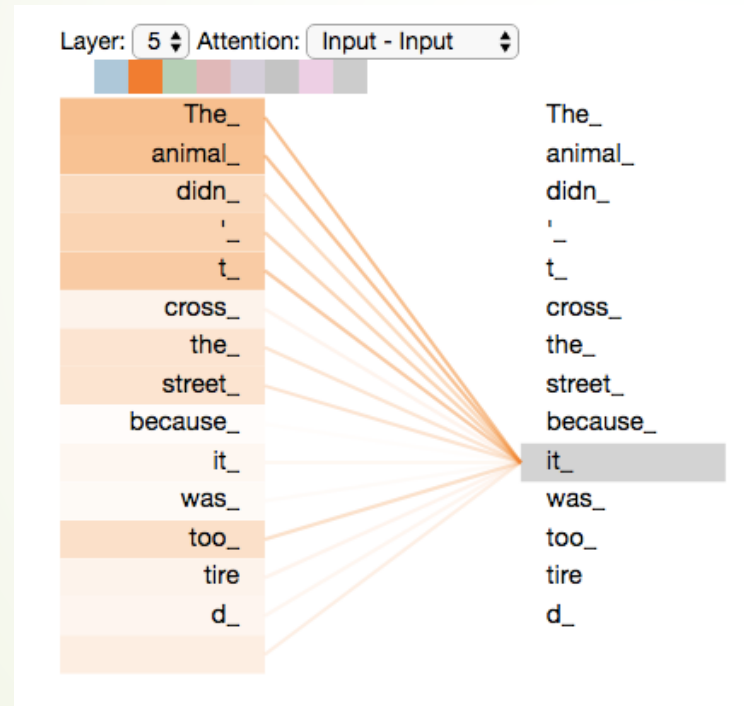 Layer: 5 Attention: Input - Input
The_ The_
animal_ animal_
didn_ didn_
'_ '_
t_ t_
cross_ cross_
the_ the_
street_ street_
because_ because_
it_ it_
was_ was_
too_ too_
tire tire
d_ d_